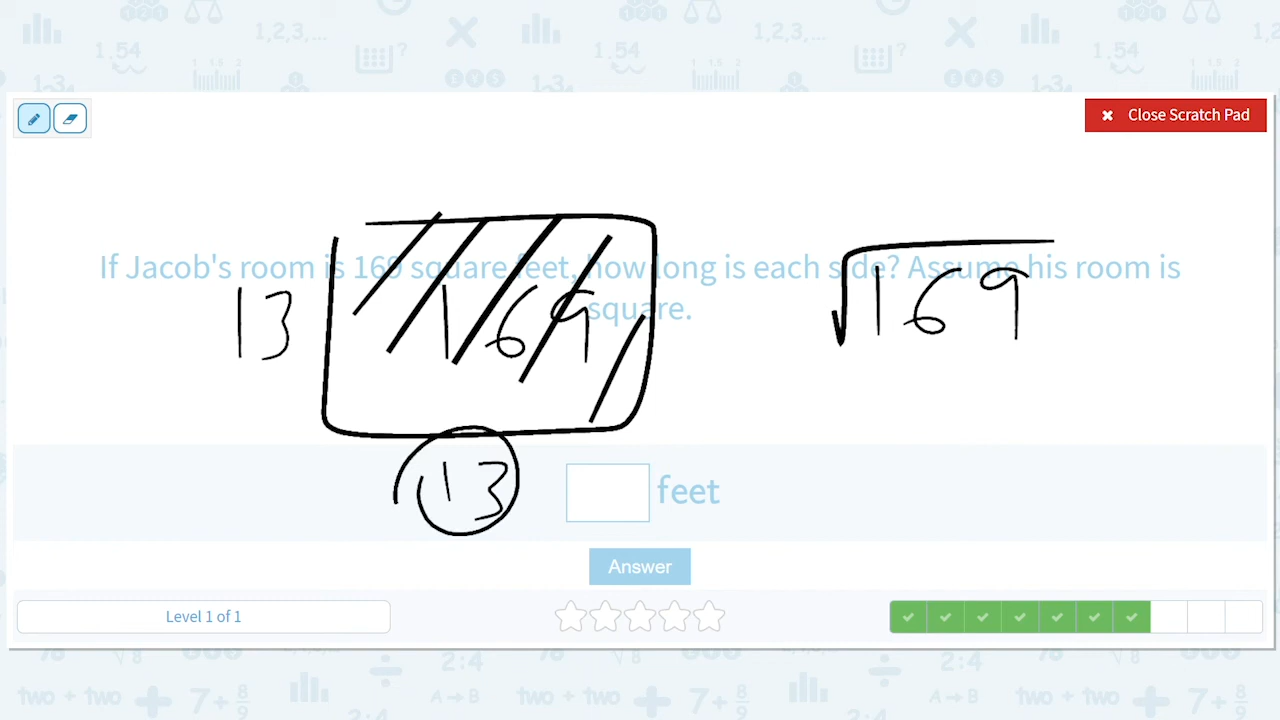 Close Scratch Pad
If Jacob's room is 169 square feet, how long is each side? Assume his room is
square.
13
169
√169
13
feet
Answer
Level 1 of 1